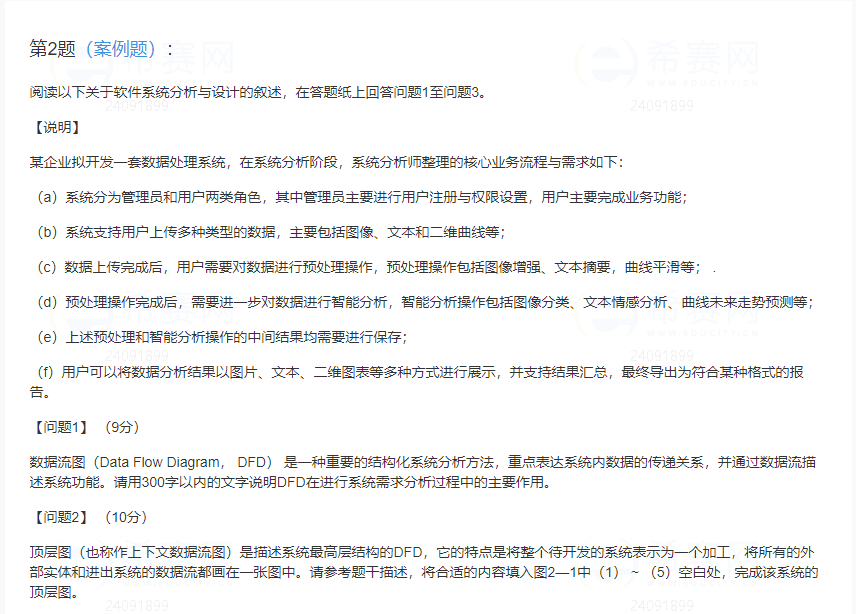 第2题（案例题）：
阅读以下关于软件系统分析与设计的叙述，在答题纸上回答问题1至问题3。
【说明】
某企业拟开发一套数据处理系统，在系统分析阶段，系统分析师整理的核心业务流程与需求如下：
（a）系统分为管理员和用户两类角色，其中管理员主要进行用户注册与权限设置，用户主要完成业务功能；
（b）系统支持用户上传多种类型的数据，主要包括图像、文本和二维曲线等；
（c）数据上传完成后，用户需要对数据进行预处理操作，预处理操作包括图像增强、文本摘要，曲线平滑等； .
（d）预处理操作完成后，需要进一步对数据进行智能分析，智能分析操作包括图像分类、文本情感分析、曲线未来走势预测等；
（e）上述预处理和智能分析操作的中间结果均需要进行保存；
（f）用户可以将数据分析结果以图片、文本、二维图表等多种方式进行展示，并支持结果汇总，最终导出为符合某种格式的报
告。
【问题1】（9分）
数据流图（Data Flow Diagram， DFD） 是一种重要的结构化系统分析方法，重点表达系统内数据的传递关系，并通过数据流描
述系统功能。请用300字以内的文字说明DFD在进行系统需求分析过程中的主要作用。
【问题2】（10分）
顶层图（也称作上下文数据流图）是描述系统最高层结构的DFD，它的特点是将整个待开发的系统表示为一个加工，将所有的外
部实体和进出系统的数据流都画在一张图中。请参考题干描述，将合适的内容填入图2—1中（1） ~ （5）空白处，完成该系统的
顶层图。
希赛网
WWW.EDUCITY.CN
24091899
24091899
24091899
24091899
24091899
24091899